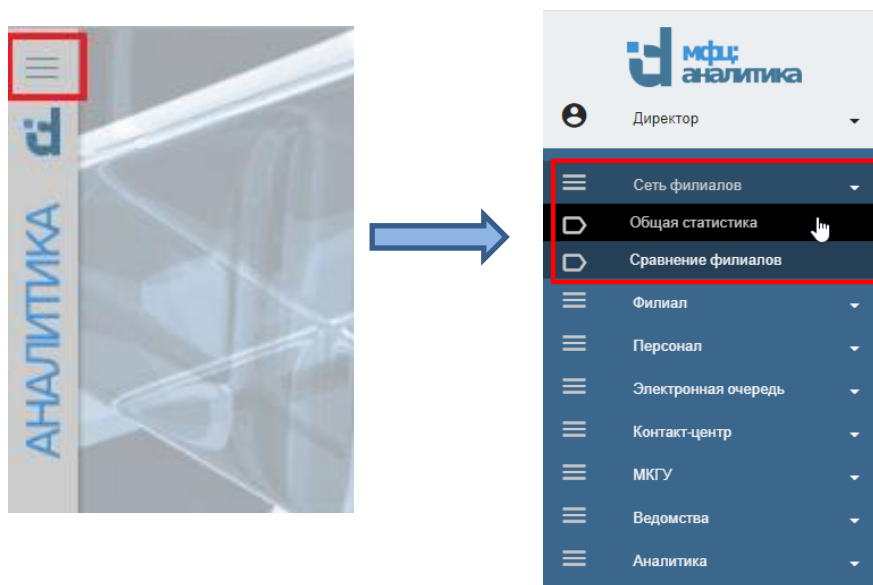 АНАЛИТИКА
мфц;
аналитика
Директор
Сеть филиалов
Общая статистика
Сравнение филиалов
Филиал
Персонал
Электронная очередь
Контакт-центр
МКГУ
Ведомства
Аналитика